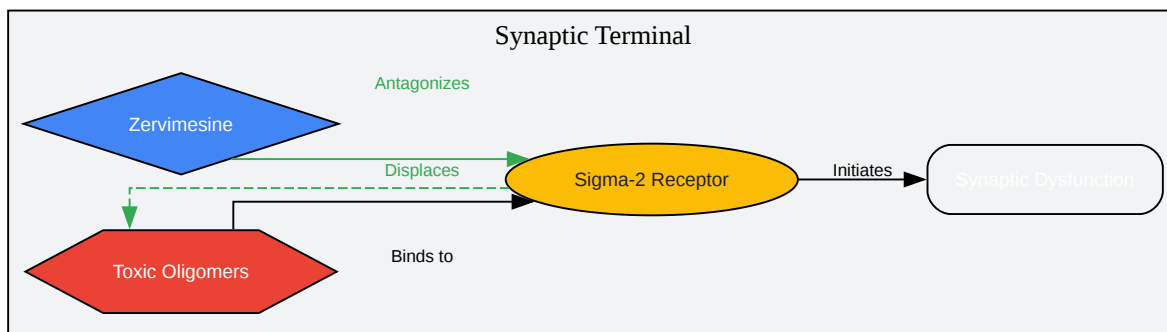 Synaptic Terminal
Antagonizes
Zervimesine
Displaces
Sigma-2 Receptor
Initiates
Synaptic Dysfunction
Toxic Oligomers
Binds to